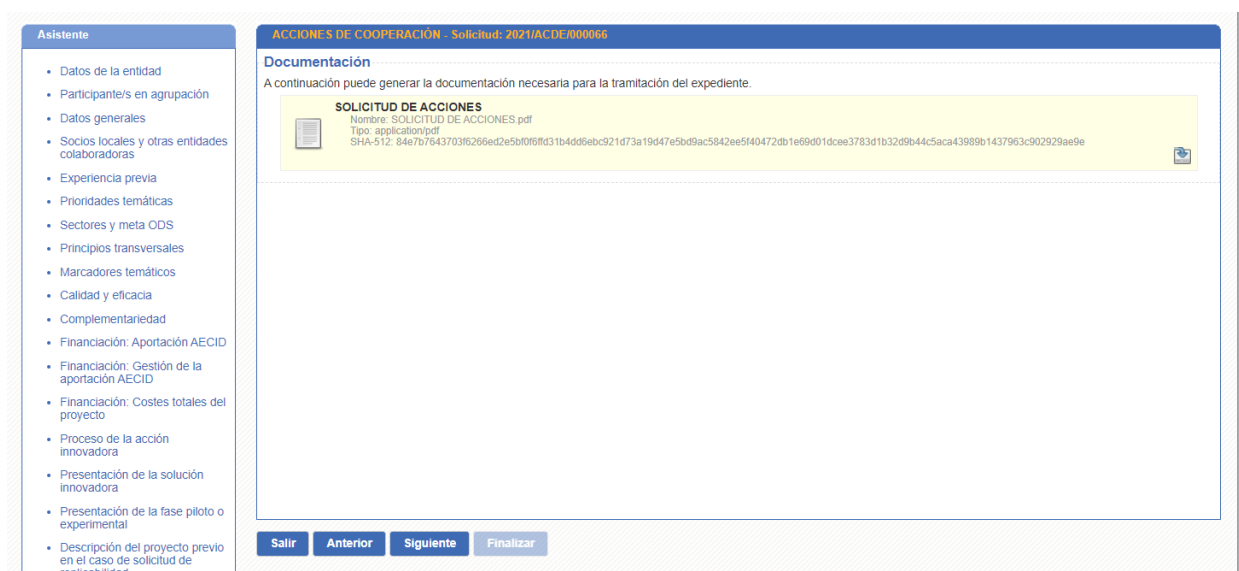 Asistente
Datos de la entidad
Participante/s en agrupación
Datos generales
Socios locales y otras entidades
colaboradoras
Experiencia previa
Prioridades temáticas
Sectores y meta ODS
Principios transversales
Marcadores temáticos
Calidad y eficacia
Complementariedad
Financiación: Aportación AECID
Financiación: Gestión de la
aportación AECID
Financiación: Costes totales del
proyecto
Proceso de la acción
innovadora
Presentación de la solución
innovadora
Presentación de la fase piloto o
experimental
Descripción del proyecto previo
en el caso de solicitud de
ACCIONES DE COOPERACIÓN - Solicitud: 2021/ACDE/000066
Documentación
A continuación puede generar la documentación necesaria para la tramitación del expediente.
SOLICITUD DE ACCIONES
Nombre: SOLICITUD DE ACCIONES.pdf
Tipo: application/pdf
SHA-512: 84e7b7643703f6266ed2e5bf0f6ffd31b4dd6ebc921d73a19d47e5bd9ac5842ee5f40472db1e69d01dcee3783d1b32d9b44c5aca43989b1437963c902929ae9e
Salir Anterior Siguiente Finalizar